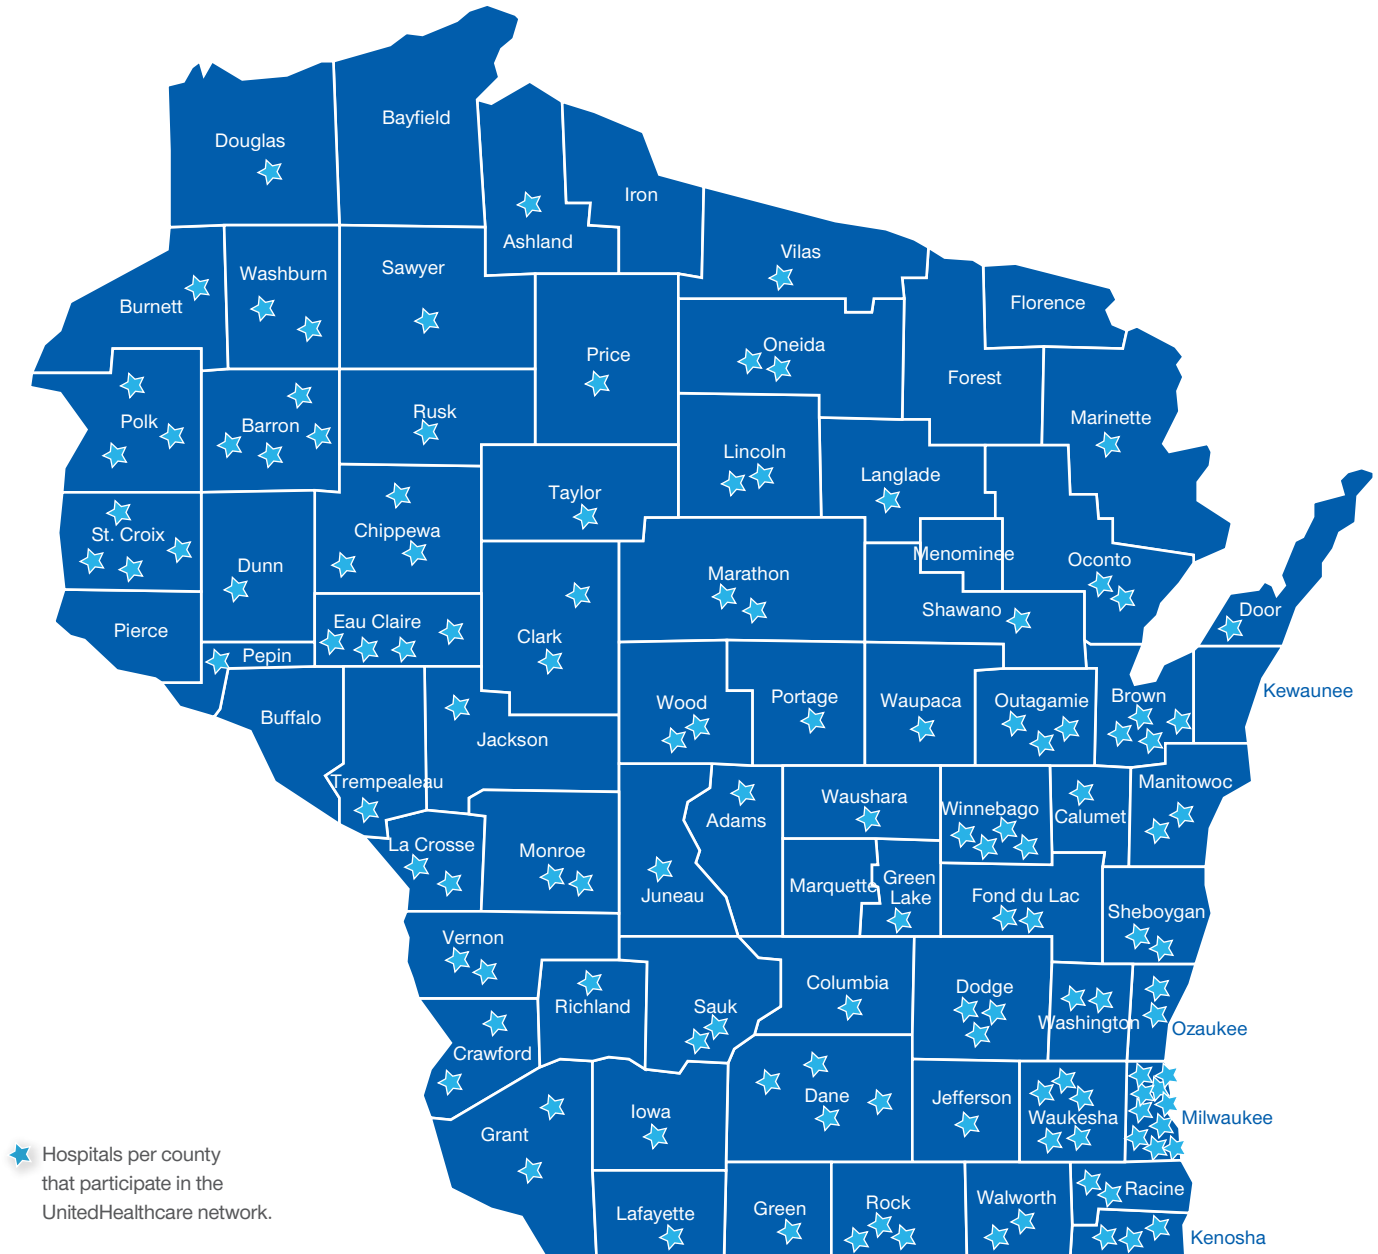 Bayfield
Douglas
Iron
Ashland
Vilas
Sawyer
Washburn
Burnett
Florence
Oneida
Price
Forest
Rusk
Marinette
Polk
Barron
Lincoln
Langlade
Taylor
Chippewa
St. Croix
Menominee
Oconto
Dunn
Marathon
Shawano
Door
Eau Claire
Pierce
Clark
Pepin
Kewaunee
Brown
Portage
Waupaca
Outagamie
Wood
Buffalo
Jackson
Trempealeau
Manitowoc
Waushara
Winnebago
Calumet
Adams
La Crosse
Monroe
Green
Lake
Marquette
Juneau
Fond du Lac
Sheboygan
Vernon
Columbia
Dodge
Richland
Sauk
Washington
Ozaukee
Crawford
Dane
Jefferson
Iowa
Waukesha
Milwaukee
Grant
Hospitals per county
that participate in the
UnitedHealthcare network.
Racine
Walworth
Rock
Green
Lafayette
Kenosha